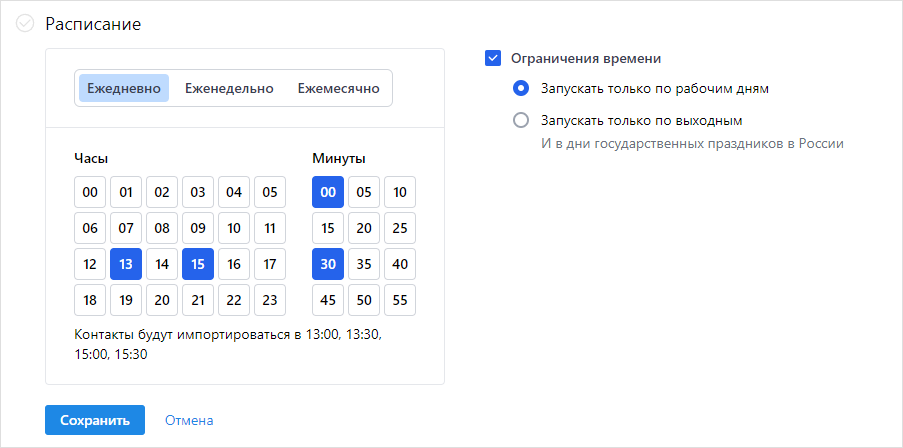 Расписание
Ежедневно Еженедельно Ежемесячно
Часы
00 01 02 03 04 05
06 07 08 09 10 11
12 13 14 15 16 17
18 19 20 21 22 23
Минуты
00 05 10
15 20 25
30 35 40
45 50 55
Контакты будут импортироваться в 13:00, 13:30,
15:00, 15:30
Ограничения времени
Запускать только по рабочим дням
Запускать только по выходным
И в дни государственных праздников в России
Сохранить Отмена